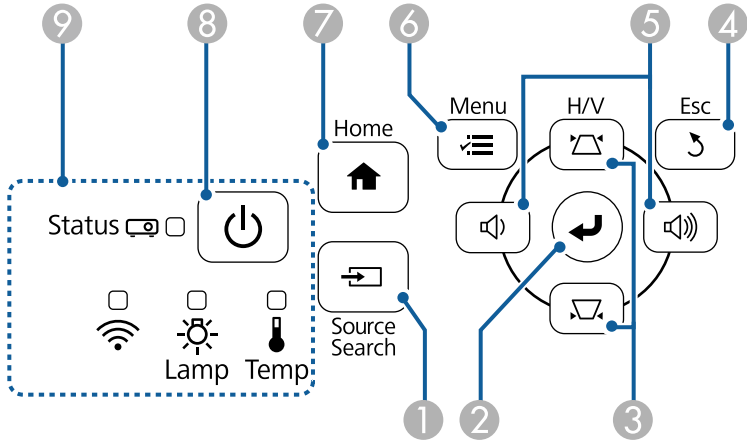 9 8 7 6 5 4
Menu H/V Esc
Home
Status
Source
Search
Lamp Temp
1 2 3